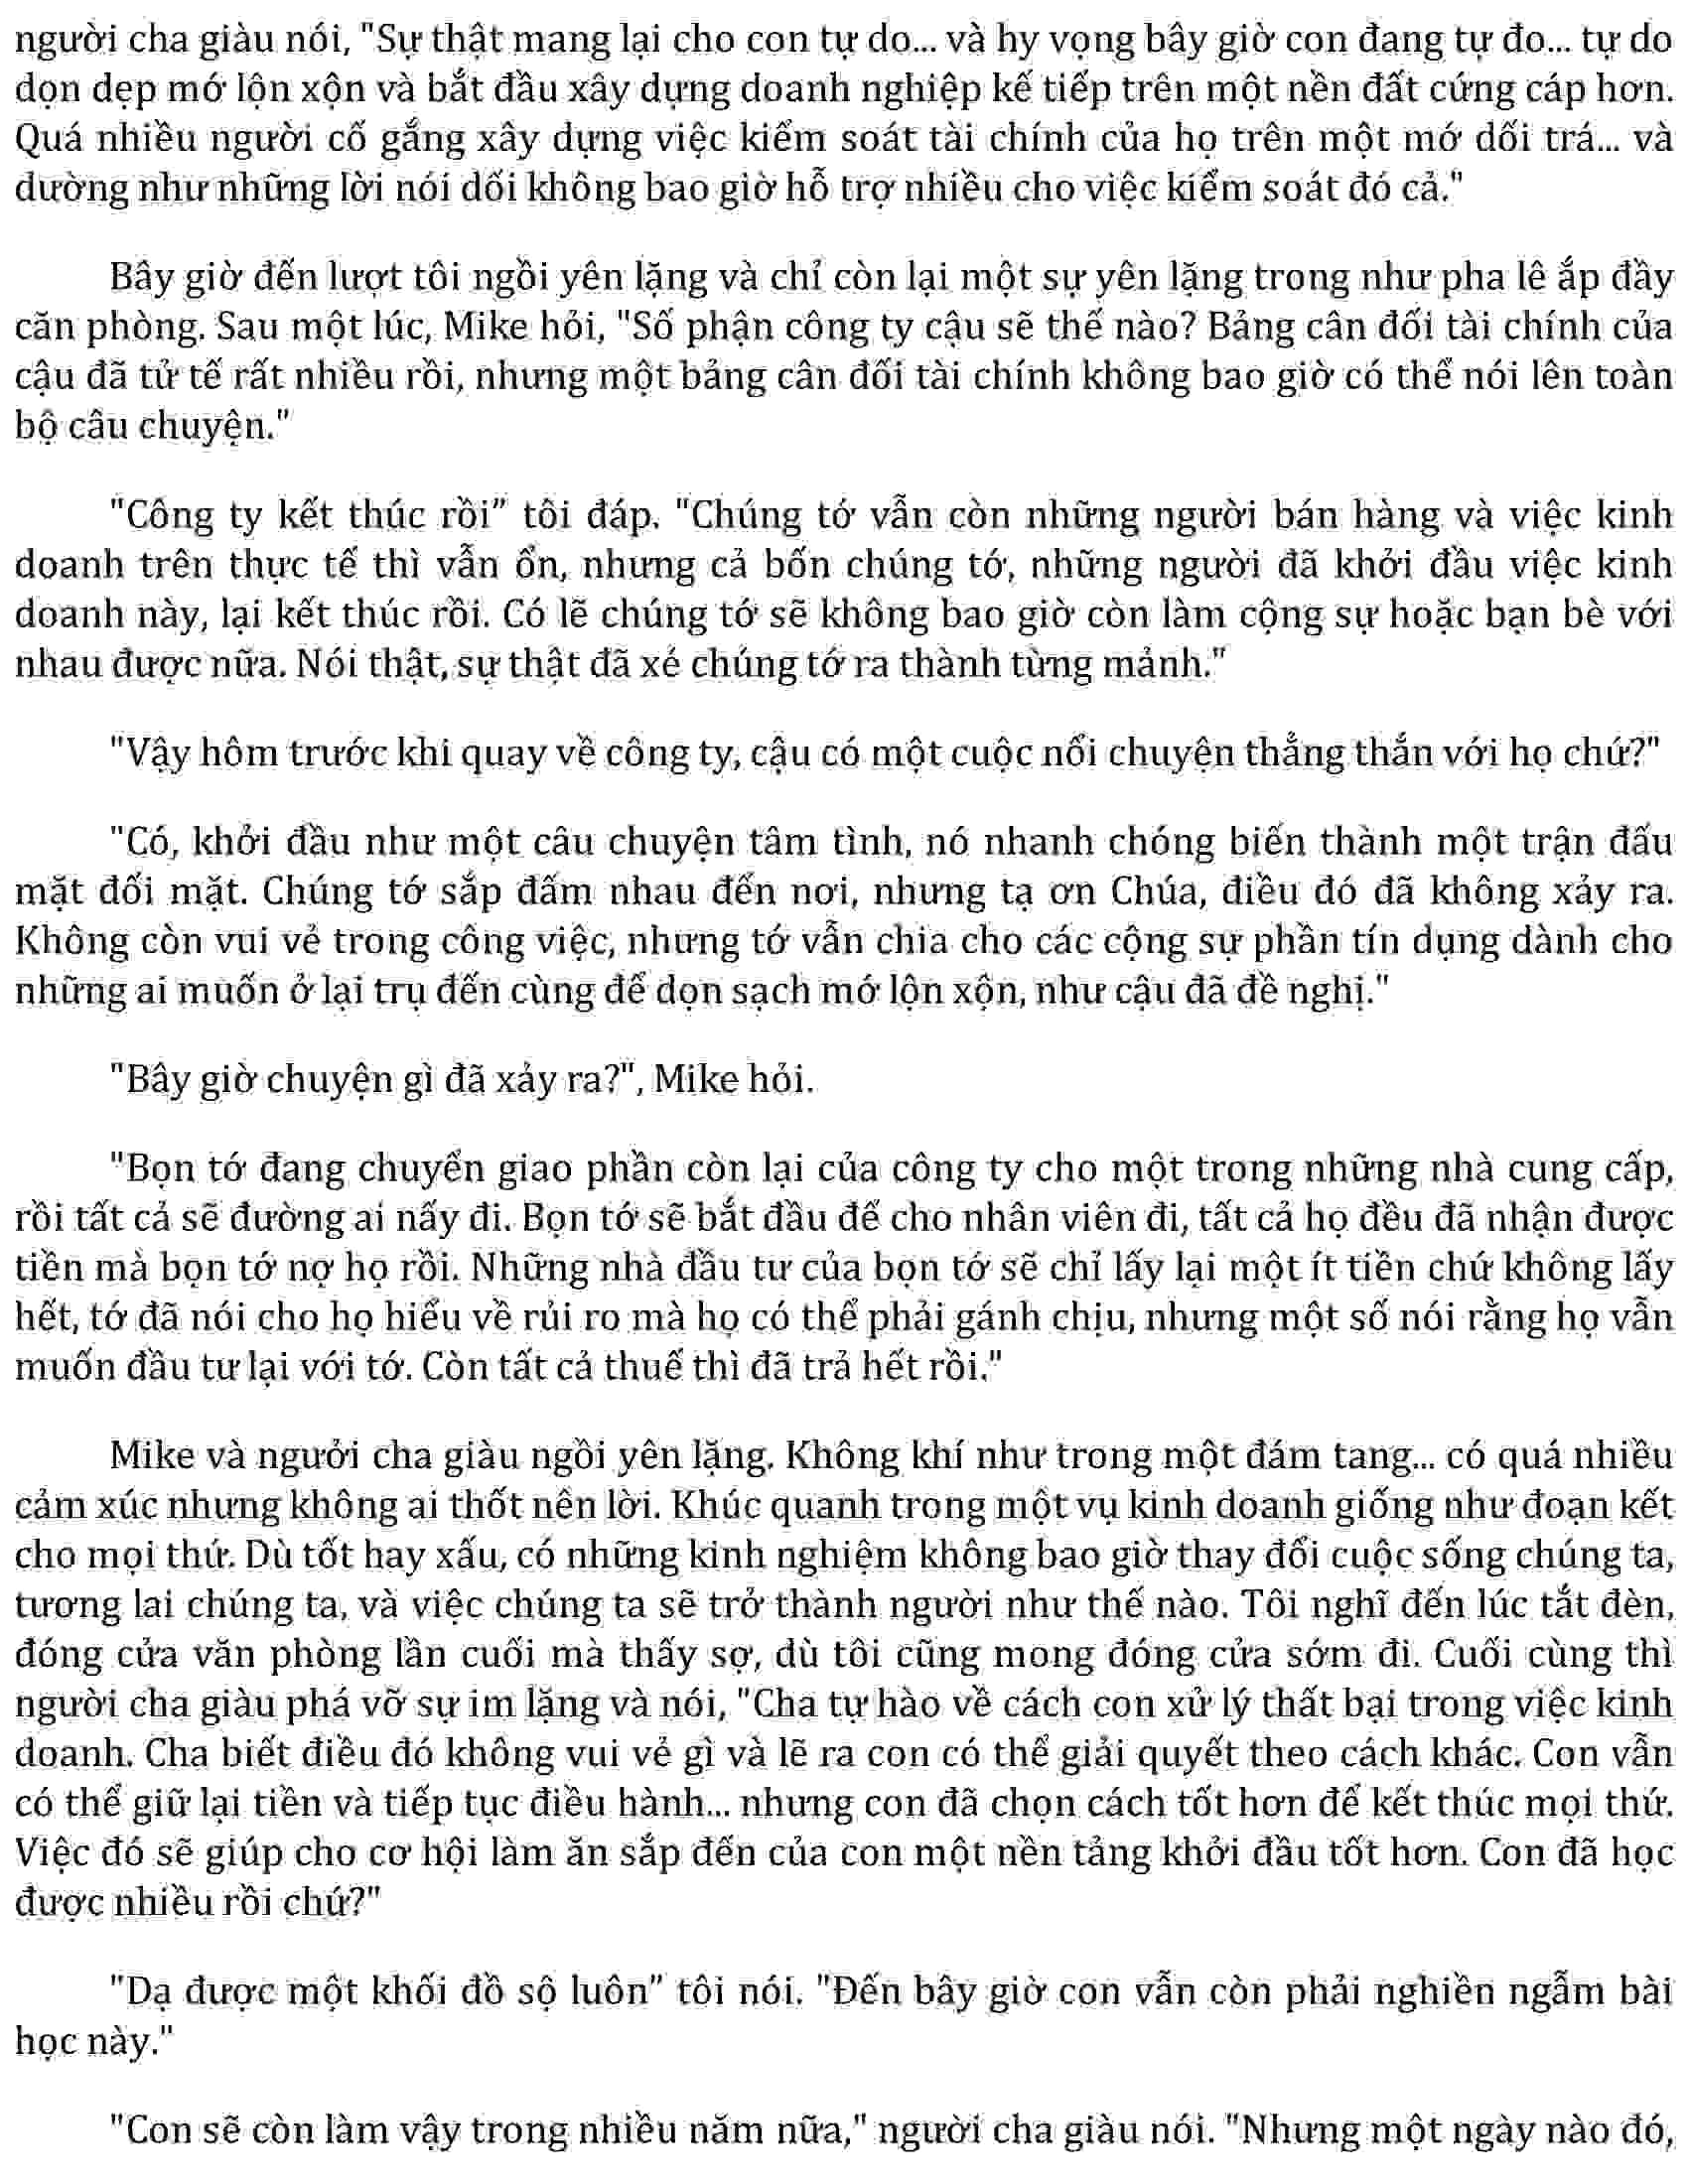 người cha giàu nói, "Sự thật mang lại cho con tự do... và hy vọng bây giờ con đang tự đo... tự do
dọn dẹp mớ lộn xộn và bắt đầu xây dựng doanh nghiệp kế tiếp trên một nền đất cứng cáp hơn.
Quá nhiều người cố gắng xây dựng việc kiểm soát tài chính của họ trên một mớ dối trá... và
dường như những lời nói dối không bao giờ hỗ trợ nhiều cho việc kiểm soát đó cả."
Bây giờ đến lượt tôi ngồi yên lặng và chỉ còn lại một sự yên lặng trong như pha lê ắp đầy
căn phòng. Sau một lúc, Mike hỏi, "Số phận công ty cậu sẽ thế nào? Bảng cân đối tài chính của
cậu đã tử tế rất nhiều rồi, nhưng một bảng cân đối tài chính không bao giờ có thể nói lên toàn
bộ câu chuyện."
"Công ty kết thúc rồi” tôi đáp. "Chúng tớ vẫn còn những người bán hàng và việc kinh
doanh trên thực tế thì vẫn ổn, nhưng cả bốn chúng tớ, những người đã khởi đầu việc kinh
doanh này, lại kết thúc rồi. Có lẽ chúng tớ sẽ không bao giờ còn làm cộng sự hoặc bạn bè với
nhau được nữa. Nói thật, sự thật đã xé chúng tớ ra thành từng mảnh."
"Vậy hôm trước khi quay về công ty, cậu có một cuộc nổi chuyện thẳng thắn với họ chứ?"
"Có, khởi đầu như một câu chuyện tâm tình, nó nhanh chóng biến thành một trận đấu
mặt đối mặt. Chúng tớ sắp đấm nhau đến nơi, nhưng tạ ơn Chúa, điều đó đã không xảy ra.
Không còn vui vẻ trong công việc, nhưng tớ vẫn chia cho các cộng sự phần tín dụng dành cho
những ai muốn ở lại trụ đến cùng để dọn sạch mớ lộn xộn, như cậu đã đề nghị."
"Bây giờ chuyện gì đã xảy ra?", Mike hỏi.
"Bọn tớ đang chuyển giao phần còn lại của công ty cho một trong những nhà cung cấp,
rồi tất cả sẽ đường ai nấy đi. Bọn tớ sẽ bắt đầu để cho nhân viên đi, tất cả họ đều đã nhận được
tiền mà bọn tớ nợ họ rồi. Những nhà đầu tư của bọn tớ sẽ chỉ lấy lại một ít tiền chứ không lấy
hết, tớ đã nói cho họ hiểu về rủi ro mà họ có thể phải gánh chịu, nhưng một số nói rằng họ vẫn
muốn đầu tư lại với tớ. Còn tất cả thuế thì đã trả hết rồi."
Mike và người cha giàu ngồi yên lặng. Không khí như trong một đám tang... có quá nhiều
cảm xúc nhưng không ai thốt nên lời. Khúc quanh trong một vụ kinh doanh giống như đoạn kết
cho mọi thứ. Dù tốt hay xấu, có những kinh nghiệm không bao giờ thay đổi cuộc sống chúng ta,
tương lai chúng ta, và việc chúng ta sẽ trở thành người như thế nào. Tôi nghĩ đến lúc tắt đèn,
đóng cửa văn phòng lần cuối mà thấy sợ, dù tôi cũng mong đóng cửa sớm đi. Cuối cùng thì
người cha giàu phá vỡ sự im lặng và nói, "Cha tự hào về cách con xử lý thất bại trong việc kinh
doanh. Cha biết điều đó không vui vẻ gì và lẽ ra con có thể giải quyết theo cách khác. Con vẫn
có thể giữ lại tiền và tiếp tục điều hành... nhưng con đã chọn cách tốt hơn để kết thúc mọi thứ.
Việc đó sẽ giúp cho cơ hội làm ăn sắp đến của con một nền tảng khởi đầu tốt hơn. Con đã học
được nhiều rồi chứ?"
"Dạ được một khối đồ sộ luôn” tôi nói. "Đến bây giờ con vẫn còn phải nghiền ngẫm bài
học này."
"Con sẽ còn làm vậy trong nhiều năm nữa," người cha giàu nói. "Nhưng một ngày nào đó,